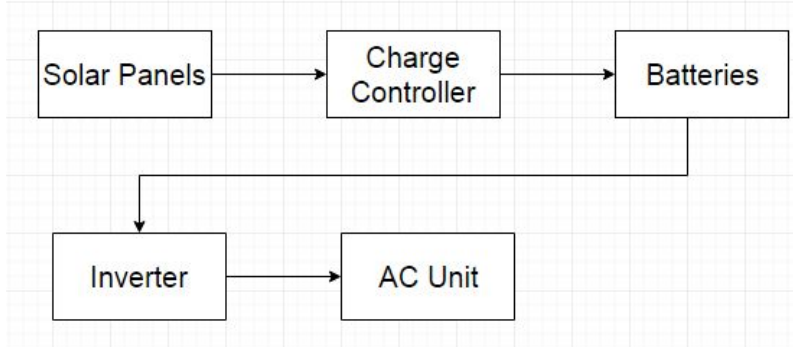 Solar Panels
Charge
Controller
Batteries
Inverter
AC Unit